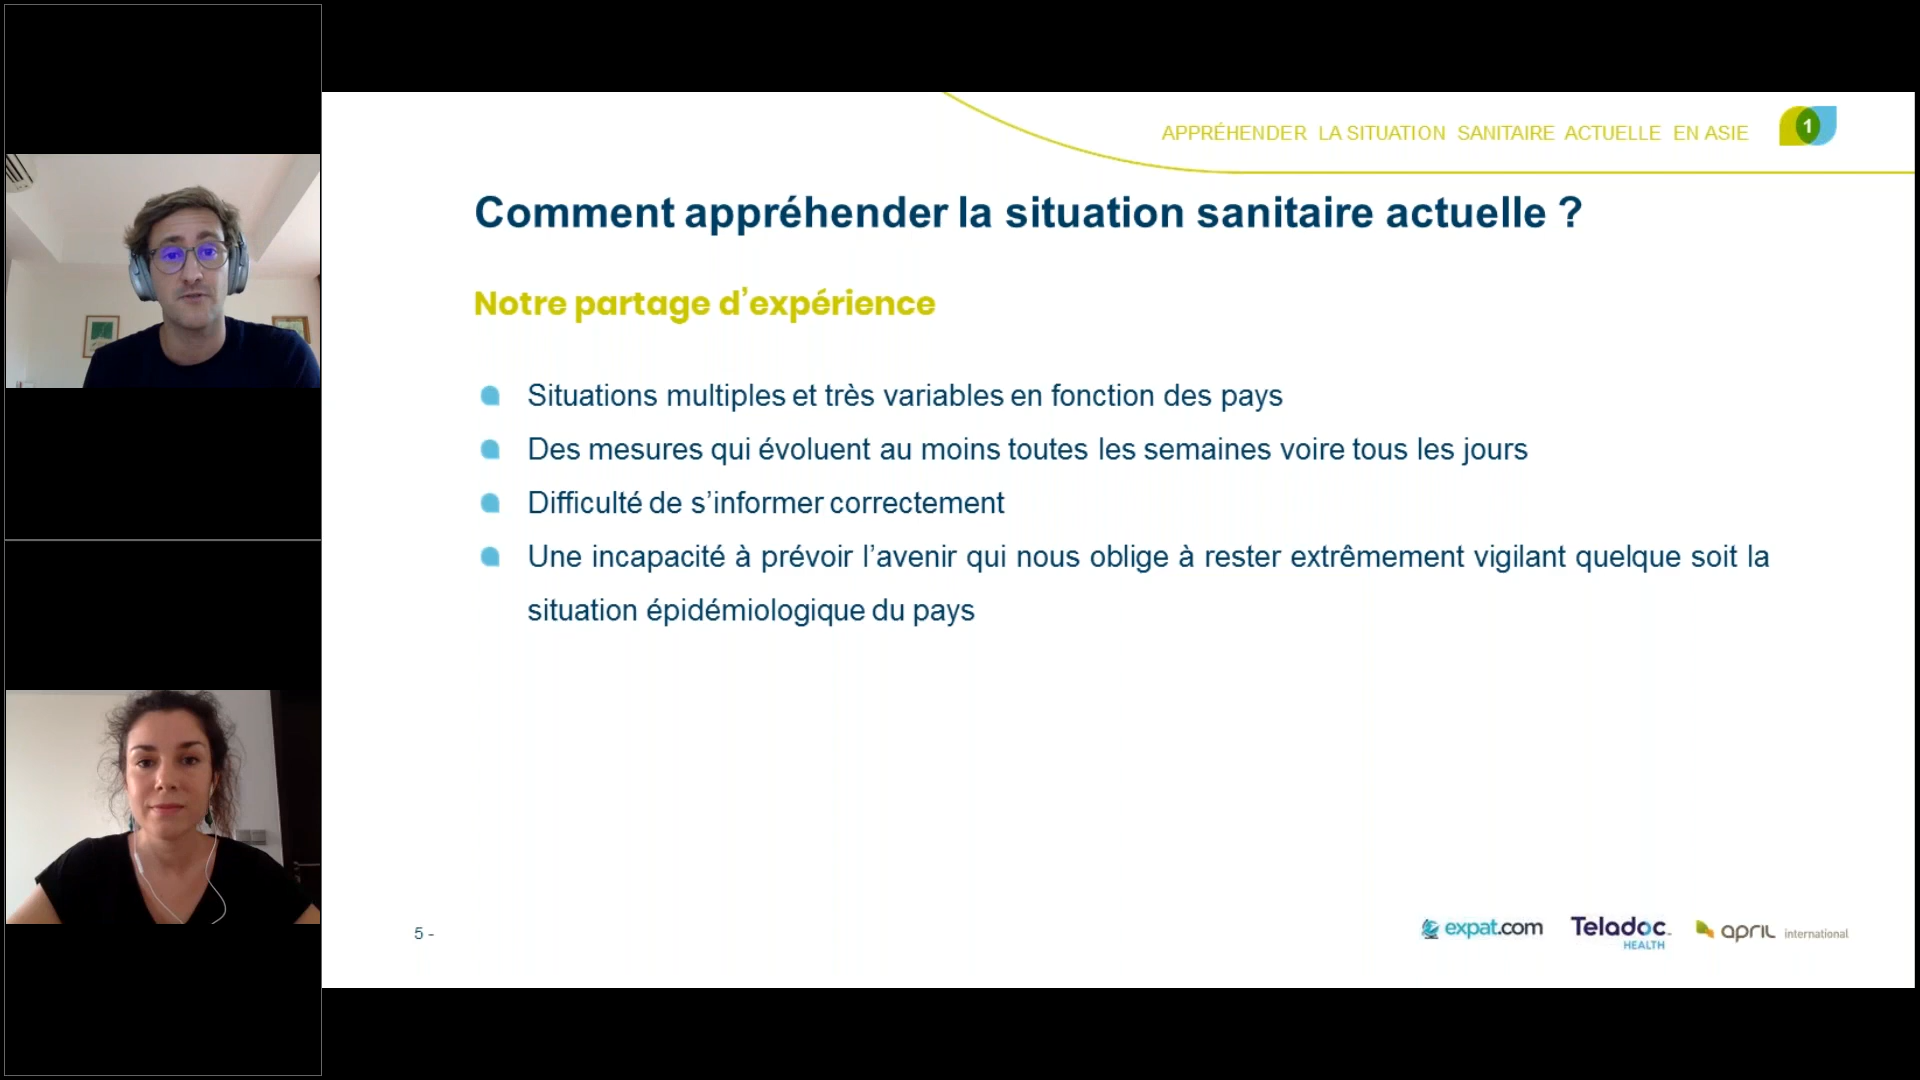 APPRÉHENDER LA SITUATION SANITAIRE ACTUELLE EN ASIE
1
Comment appréhender la situation sanitaire actuelle ?
Notre partage d’expérience
Situations multiples et très variables en fonction des pays
Des mesures qui évoluent au moins toutes les semaines voire tous les jours
Difficulté de s’informer correctement
Une incapacité à prévoir l’avenir qui nous oblige à rester extrêmement vigilant quelque soit la
situation épidémiologique du pays
5 -
expat.com
Teladoc
HEALTH
april international